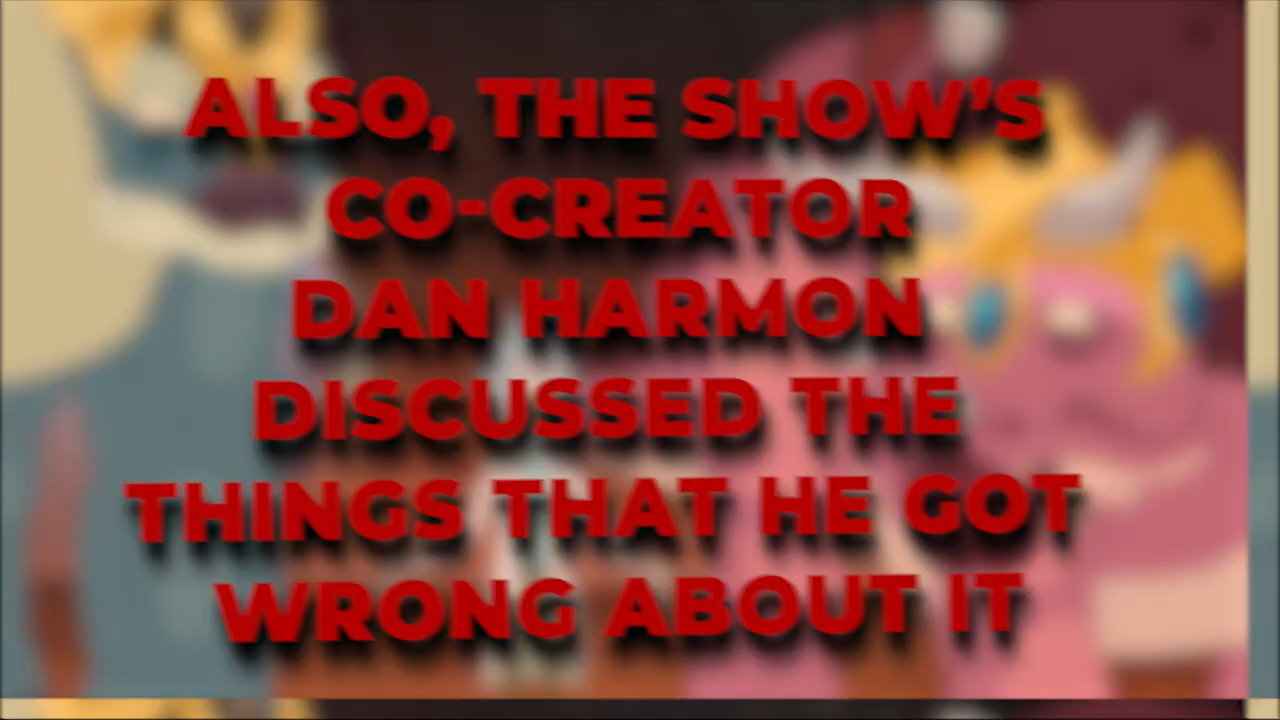 ALSO, THE SHOW'S
CO-CREATOR
DAN HARMON
DISCUSSED THE
THINGS THAT HE GOT
WRONG ABOUT IT